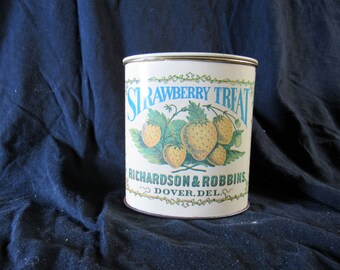 STRAWBERRY TREAT
RICHARDSON & ROBBINS,
DOVER, DEL.